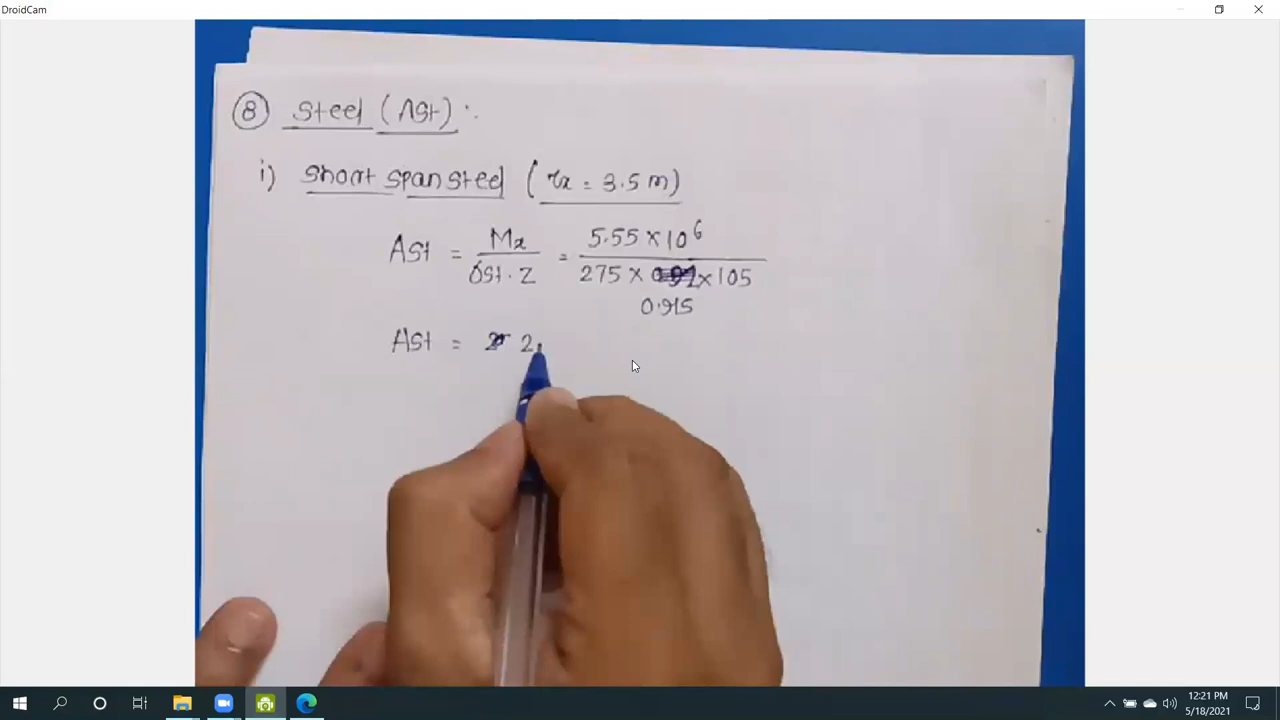 DroidCam
8 Steel (Ast) :
i) Short span steel (lx = 3.5 m)
Ast = Mx / σst · Z = 5.55 × 10⁶ / 275 × 0.915 × 105
Ast = 2
12:21 PM
5/18/2021